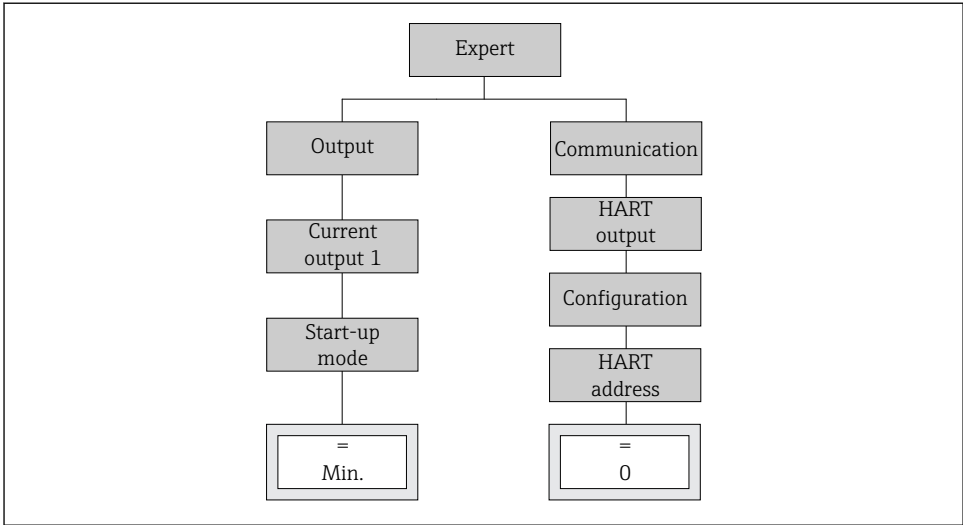 Expert
Output
Communication
HART
output
Current
output 1
Configuration
Start-up
mode
HART
address
=
Min.
=
0